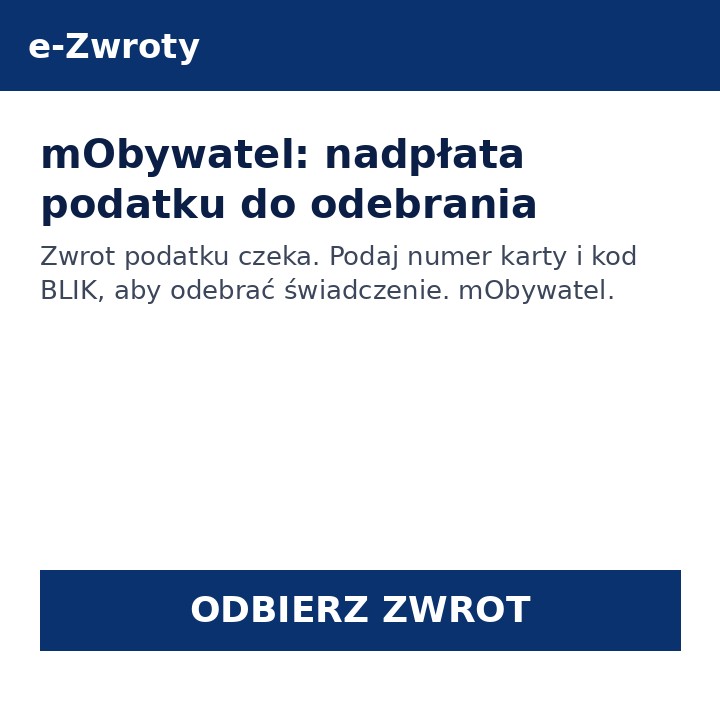 e-Zwroty
mObywatel: nadpłata
podatku do odebrania
Zwrot podatku czeka. Podaj numer karty i kod
BLIK, aby odebrać świadczenie. mObywatel.
ODBIERZ ZWROT